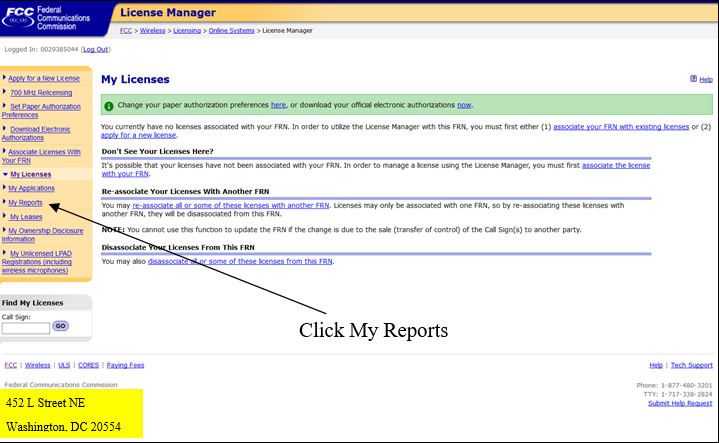 FCC Federal Communications Commission
License Manager
FCC > Wireless > Licensing > Online Systems > License Manager
Logged In: 0029385044 (Log Out)
Apply for a New License
700 MHz Relicensing
Set Paper Authorization
Preferences
Download Electronic
Authorizations
Associate Licenses With
Your FRN
My Licenses
My Applications
My Reports
My Leases
My Ownership Disclosure
Information
My Unlicensed LPAD
Registrations (including
wireless microphones)
Find My Licenses
Call Sign:
GO
My Licenses
? Help
Change your paper authorization preferences here, or download your official electronic authorizations now.
You currently have no licenses associated with your FRN. In order to utilize the License Manager with this FRN, you must first either (1) associate your FRN with existing licenses or (2)
apply for a new license.
Don't See Your Licenses Here?
It's possible that your licenses have not been associated with your FRN. In order to manage a license using the License Manager, you must first associate the license
with your FRN.
Re-associate Your Licenses With Another FRN
You may re-associate all or some of these licenses with another FRN. Licenses may only be associated with one FRN, so by re-associating these licenses with
another FRN, they will be disassociated from this FRN.
NOTE: You cannot use this function to update the FRN if the change is due to the sale (transfer of control) of the Call Sign(s) to another party.
Disassociate Your Licenses From This FRN
You may also disassociate all or some of these licenses from this FRN.
Click My Reports
FCC | Wireless | ULS | CORES | Paying Fees
Help | Tech Support
Federal Communications Commission
452 L Street NE
Washington, DC 20554
Phone: 1-877-480-3201
TTY: 1-717-338-2824
Submit Help Request